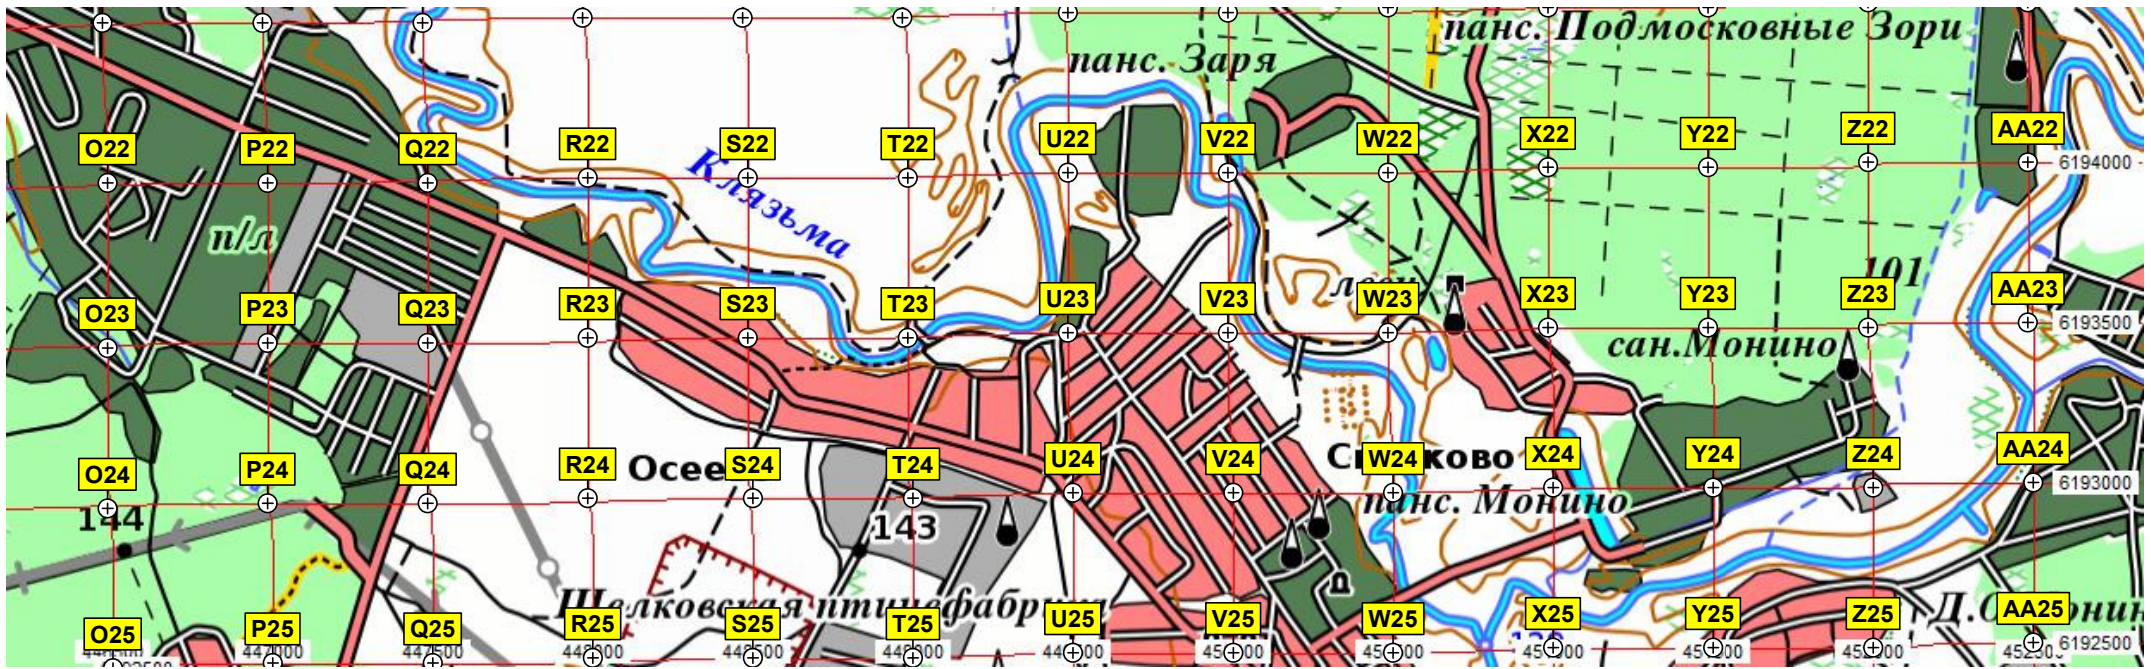 панс. Подмосковные Зори
панс. Заря
O22 P22 Q22 R22 S22 T22 U22 V22 W22 X22 Y22 Z22 AA22
6194000
Клязьма
п/л
101
O23 P23 Q23 R23 S23 T23 U23 V23 W23 X23 Y23 Z23 AA23
6193500
сан.Монино
O24 P24 Q24 R24 S24 T24 U24 V24 W24 X24 Y24 Z24 AA24
6193000
панс. Монино
144
143
Щелковская птицефабрика
O25 P25 Q25 R25 S25 T25 U25 V25 W25 X25 Y25 Z25 AA25
6192500
447000